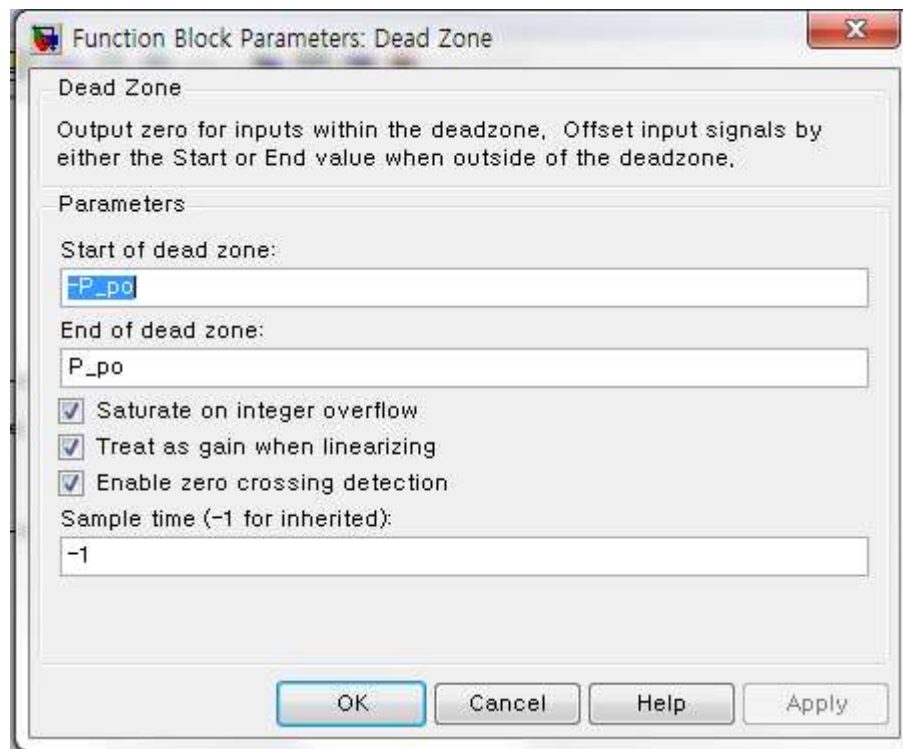 Function Block Parameters: Dead Zone
Dead Zone
Output zero for inputs within the deadzone, Offset input signals by
either the Start or End value when outside of the deadzone,
Parameters
Start of dead zone:
-P_po
End of dead zone:
P_po
Saturate on integer overflow
Treat as gain when linearizing
Enable zero crossing detection
Sample time (-1 for inherited):
-1
OK Cancel Help Apply